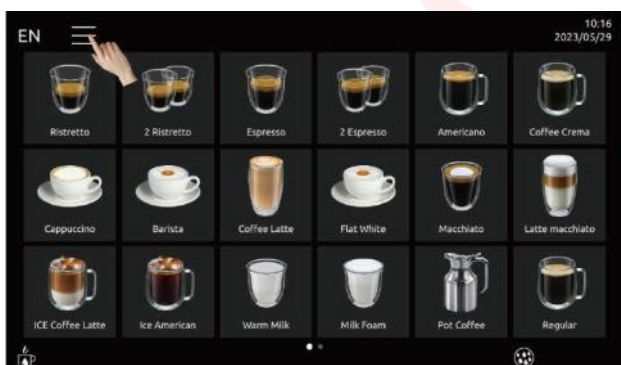 EN
10:16
2023/05/29
Ristretto
2 Ristretto
Espresso
2 Espresso
Americano
Coffee Crema
Cappuccino
Barista
Coffee Latte
Flat White
Macchiato
Latte macchiato
ICE Coffee Latte
Ice American
Warm Milk
Milk Foam
Pot Coffee
Regular